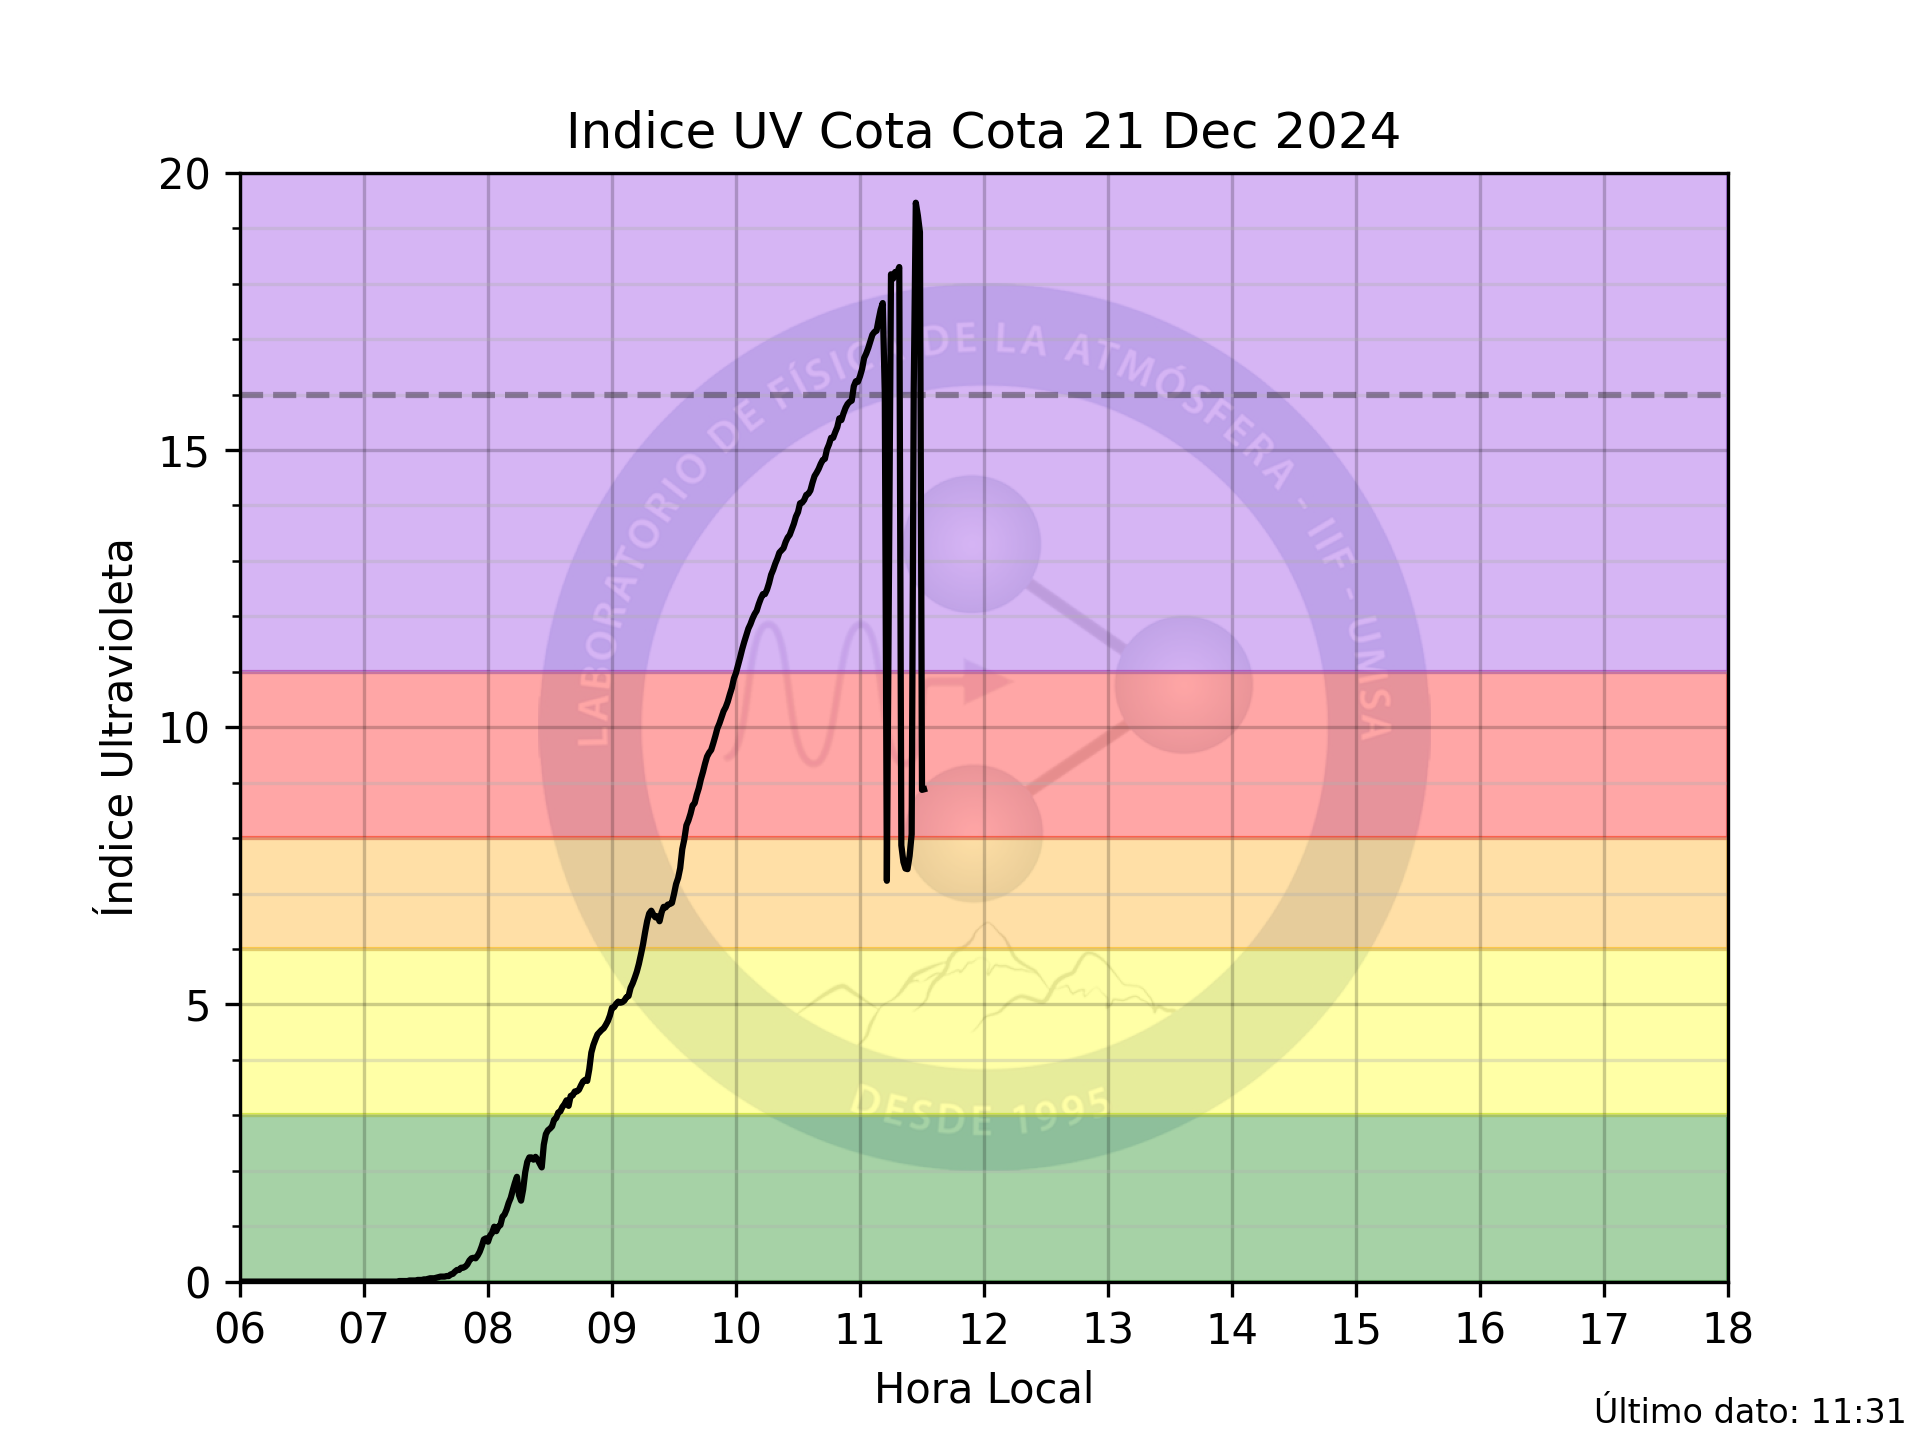 Indice UV Cota Cota 21 Dec 2024
20
15
10
5
0
Índice Ultravioleta
LABORATORIO DE FÍSICA DE LA ATMÓSFERA - IIF - UMSA
DESDE 1995
06 07 08 09 10 11 12 13 14 15 16 17 18
Hora Local
Último dato: 11:31